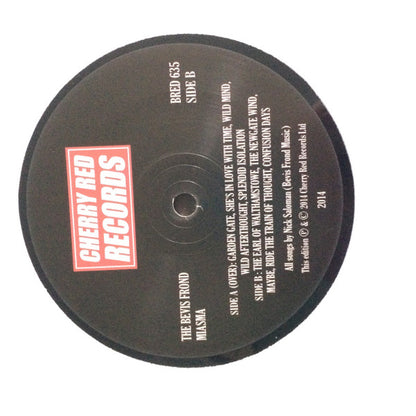 CHERRY RED
RECORDS
THE BEVIS FROND
MIASMA
BRED 635
SIDE B
SIDE A (OVER): GARDEN GATE, SHE'S IN LOVE WITH TIME, WILD MIND,
WILD AFTERTHOUGHT, SPLENDID ISOLATION
SIDE B: THE EARL OF WALTHAMSTOWE, THE NEWGATE WIND,
MAYBE, RIDE THE TRAIN OF THOUGHT, CONFUSION DAYS
All songs by Nick Saloman (Bevis Frond Music)
This edition ℗ & © 2014 Cherry Red Records Ltd
2014